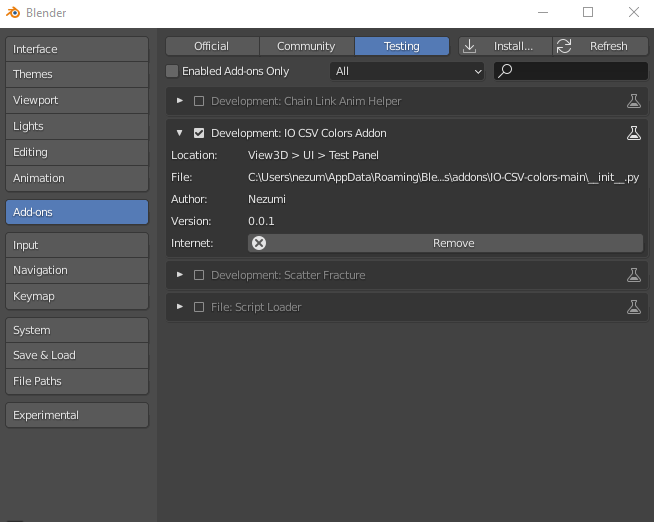 Blender
Interface
Themes
Viewport
Lights
Editing
Animation
Add-ons
Input
Navigation
Keymap
System
Save & Load
File Paths
Experimental
Official Community Testing Install... Refresh
Enabled Add-ons Only All
Development: Chain Link Anim Helper
Development: IO CSV Colors Addon
Location: View3D > UI > Test Panel
File: C:\Users\nezum\AppData\Roaming\Ble...s\addons\IO-CSV-colors-main\__init__.py
Author: Nezumi
Version: 0.0.1
Internet: Remove
Development: Scatter Fracture
File: Script Loader